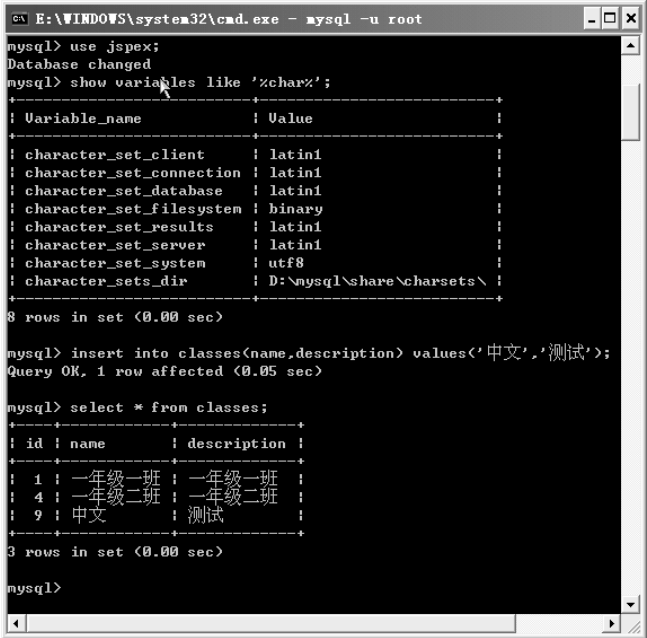 E:\WINDOWS\system32\cmd.exe - mysql -u root
mysql> use jspex;
Database changed
mysql> show variables like '%char%';
+--------------------------+-------------------------+
| Variable_name            | Value                   |
+--------------------------+-------------------------+
| character_set_client     | latin1                  |
| character_set_connection | latin1                  |
| character_set_database   | latin1                  |
| character_set_filesystem | binary                  |
| character_set_results    | latin1                  |
| character_set_server     | latin1                  |
| character_set_system     | utf8                    |
| character_sets_dir       | D:\mysql\share\charsets\ |
+--------------------------+-------------------------+
8 rows in set (0.00 sec)
mysql> insert into classes(name,description) values('中文','测试');
Query OK, 1 row affected (0.05 sec)
mysql> select * from classes;
+----+------------+-------------+
| id | name       | description |
+----+------------+-------------+
|  1 | 一年级一班 | 一年级一班  |
|  4 | 一年级二班 | 一年级二班  |
|  9 | 中文       | 测试        |
+----+------------+-------------+
3 rows in set (0.00 sec)
mysql>